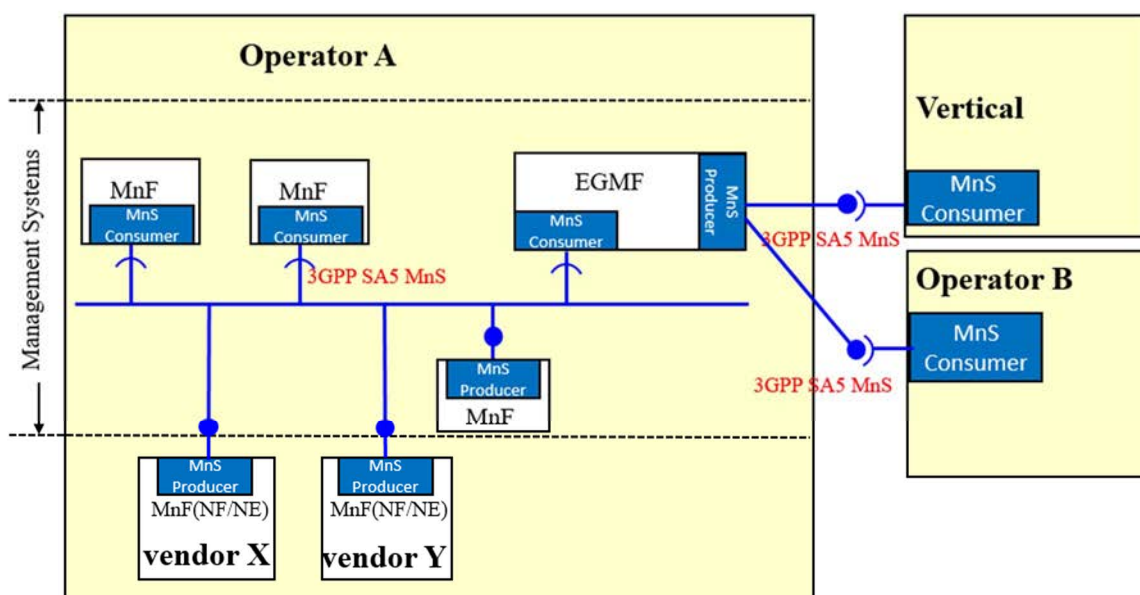 Operator A
Management Systems
MnF
MnS
Consumer
MnF
MnS
Consumer
EGMF
MnS
Consumer
MnS
Producer
3GPP SA5 MnS
Vertical
MnS
Consumer
3GPP SA5 MnS
Operator B
MnS
Consumer
3GPP SA5 MnS
MnS
Producer
MnF
MnS
Producer
MnF(NF/NE)
vendor X
MnS
Producer
MnF(NF/NE)
vendor Y